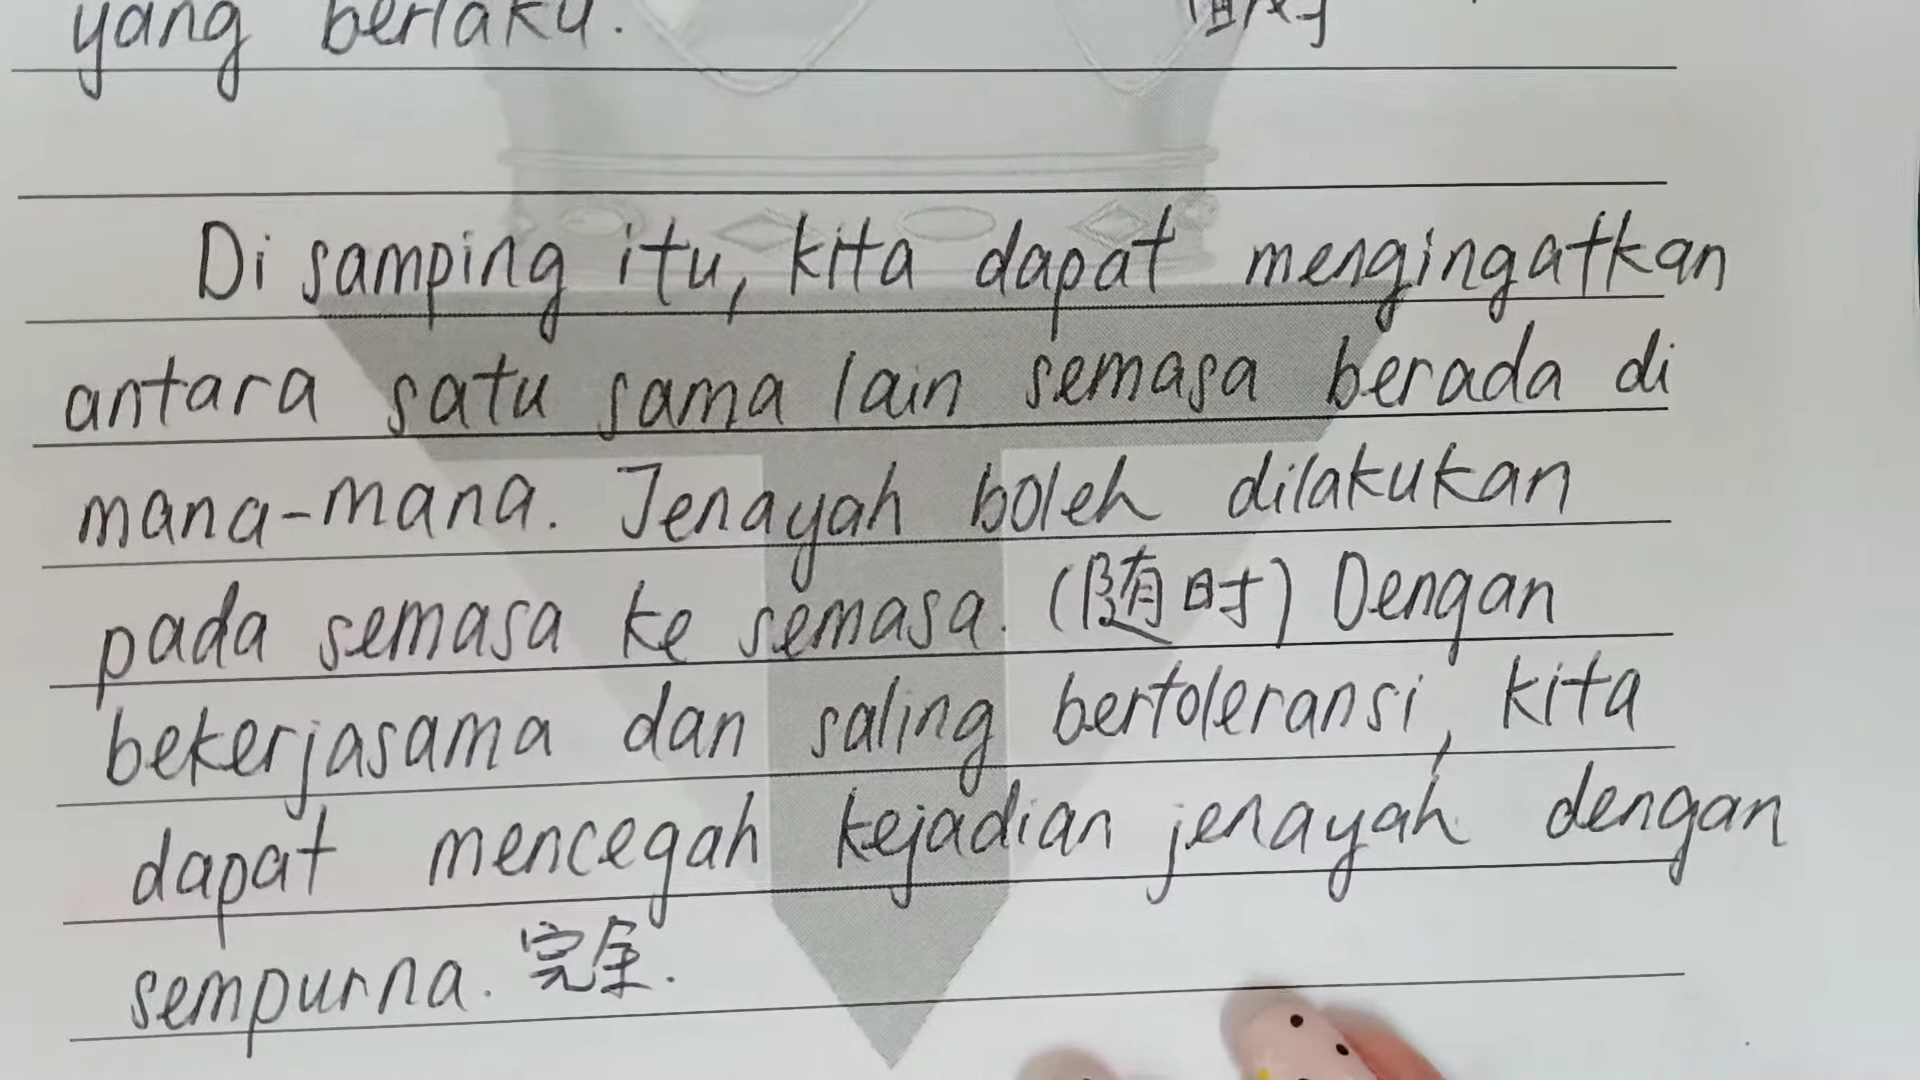 yang berlaku.
Di samping itu, kita dapat mengingatkan
antara satu sama lain semasa berada di
mana-mana. Jenayah boleh dilakukan
pada semasa ke semasa. (随时) Dengan
bekerjasama dan saling bertoleransi, kita
dapat mencegah kejadian jenayah dengan
sempurna. 完全.